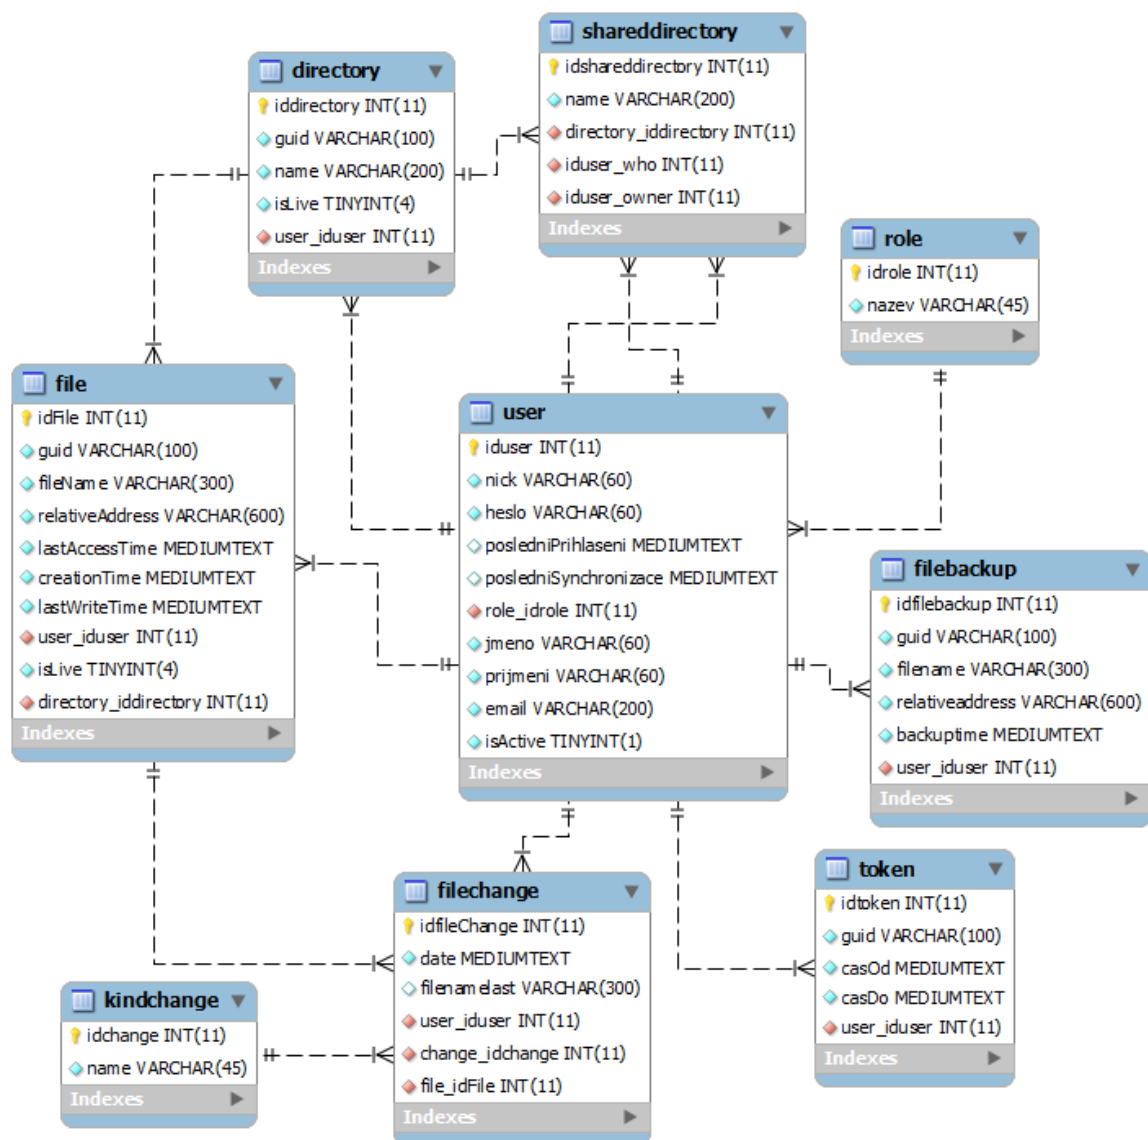 shareddirectory
idshareddirectory INT(11)
name VARCHAR(200)
directory_iddirectory INT(11)
iduser_who INT(11)
iduser_owner INT(11)
Indexes
directory
iddirectory INT(11)
guid VARCHAR(100)
name VARCHAR(200)
isLive TINYINT(4)
user_iduser INT(11)
Indexes
role
idrole INT(11)
nazev VARCHAR(45)
Indexes
file
idFile INT(11)
guid VARCHAR(100)
fileName VARCHAR(300)
relativeAddress VARCHAR(600)
lastAccessTime MEDIUMTEXT
creationTime MEDIUMTEXT
lastWriteTime MEDIUMTEXT
user_iduser INT(11)
isLive TINYINT(4)
directory_iddirectory INT(11)
Indexes
user
iduser INT(11)
nick VARCHAR(60)
heslo VARCHAR(60)
posledniPrihlaseni MEDIUMTEXT
posledniSynchronizace MEDIUMTEXT
role_idrole INT(11)
jmeno VARCHAR(60)
prijmeni VARCHAR(60)
email VARCHAR(200)
isActive TINYINT(1)
Indexes
filebackup
idfilebackup INT(11)
guid VARCHAR(100)
filename VARCHAR(300)
relativeaddress VARCHAR(600)
backuptime MEDIUMTEXT
user_iduser INT(11)
Indexes
filechange
idfileChange INT(11)
date MEDIUMTEXT
filenamelast VARCHAR(300)
user_iduser INT(11)
change_idchange INT(11)
file_idFile INT(11)
Indexes
token
idtoken INT(11)
guid VARCHAR(100)
casOd MEDIUMTEXT
casDo MEDIUMTEXT
user_iduser INT(11)
Indexes
kindchange
idchange INT(11)
name VARCHAR(45)
Indexes